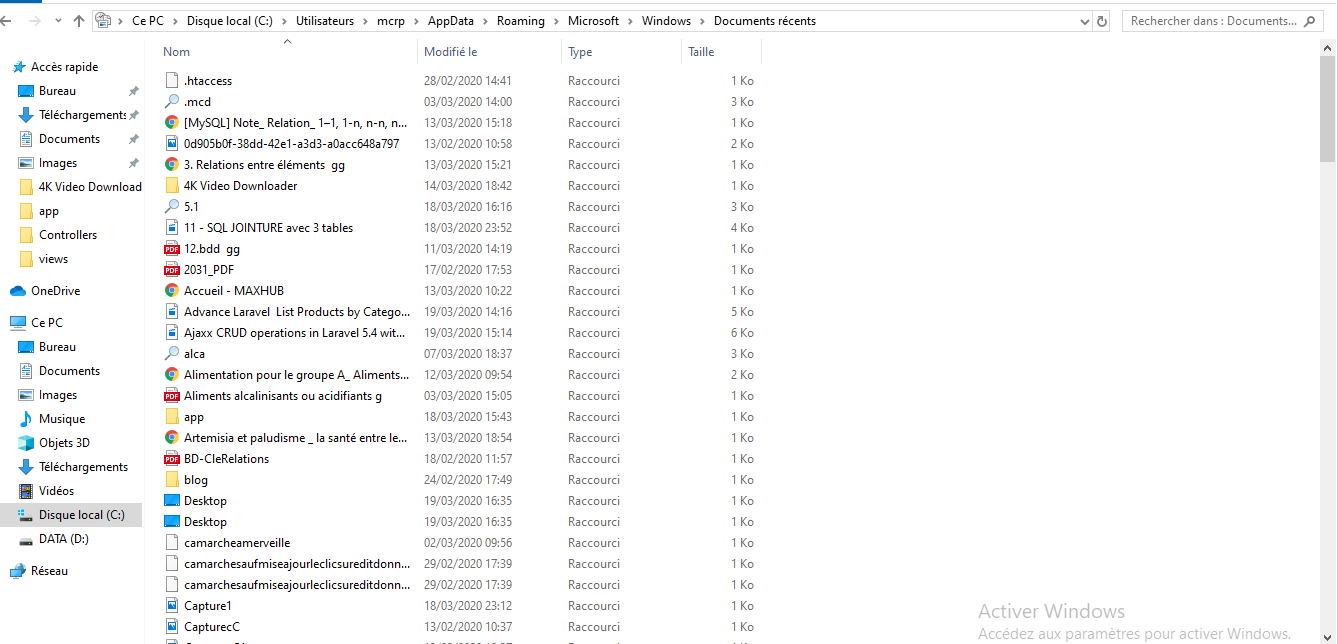 Ce PC > Disque local (C:) > Utilisateurs > mcrp > AppData > Roaming > Microsoft > Windows > Documents récents
Rechercher dans : Documents...
Nom Modifié le Type Taille
Accès rapide
Bureau
Téléchargements
Documents
Images
4K Video Download
app
Controllers
views
OneDrive
Ce PC
Bureau
Documents
Images
Musique
Objets 3D
Téléchargements
Vidéos
Disque local (C:)
DATA (D:)
Réseau
.htaccess 28/02/2020 14:41 Raccourci 1 Ko
.mcd 03/03/2020 14:00 Raccourci 3 Ko
[MySQL] Note_ Relation_ 1–1, 1-n, n-n, n... 13/03/2020 15:18 Raccourci 1 Ko
0d905b0f-38dd-42e1-a3d3-a0acc648a797 13/02/2020 10:58 Raccourci 2 Ko
3. Relations entre éléments gg 13/03/2020 15:21 Raccourci 1 Ko
4K Video Downloader 14/03/2020 18:42 Raccourci 1 Ko
5.1 18/03/2020 16:16 Raccourci 3 Ko
11 - SQL JOINTURE avec 3 tables 18/03/2020 23:52 Raccourci 4 Ko
12.bdd gg 11/03/2020 14:19 Raccourci 1 Ko
2031_PDF 17/02/2020 17:53 Raccourci 1 Ko
Accueil - MAXHUB 13/03/2020 10:22 Raccourci 1 Ko
Advance Laravel List Products by Catego... 19/03/2020 14:16 Raccourci 5 Ko
Ajaxx CRUD operations in Laravel 5.4 wit... 19/03/2020 15:14 Raccourci 6 Ko
alca 07/03/2020 18:37 Raccourci 3 Ko
Alimentation pour le groupe A_ Aliments... 12/03/2020 09:54 Raccourci 2 Ko
Aliments alcalinisants ou acidifiants g 03/03/2020 15:05 Raccourci 1 Ko
app 18/03/2020 15:43 Raccourci 1 Ko
Artemisia et paludisme _ la santé entre le... 13/03/2020 18:54 Raccourci 1 Ko
BD-CleRelations 18/02/2020 11:57 Raccourci 1 Ko
blog 24/02/2020 17:49 Raccourci 1 Ko
Desktop 19/03/2020 16:35 Raccourci 1 Ko
Desktop 19/03/2020 16:35 Raccourci 1 Ko
camarcheamerveille 02/03/2020 09:56 Raccourci 1 Ko
camarchesaufmiseajourleclicsureditdonn... 29/02/2020 17:39 Raccourci 1 Ko
camarchesaufmiseajourleclicsureditdonn... 29/02/2020 17:39 Raccourci 1 Ko
Capture1 18/03/2020 23:12 Raccourci 1 Ko
CapturecC 13/02/2020 10:37 Raccourci 1 Ko
Activer Windows
Accédez aux paramètres pour activer Windows.